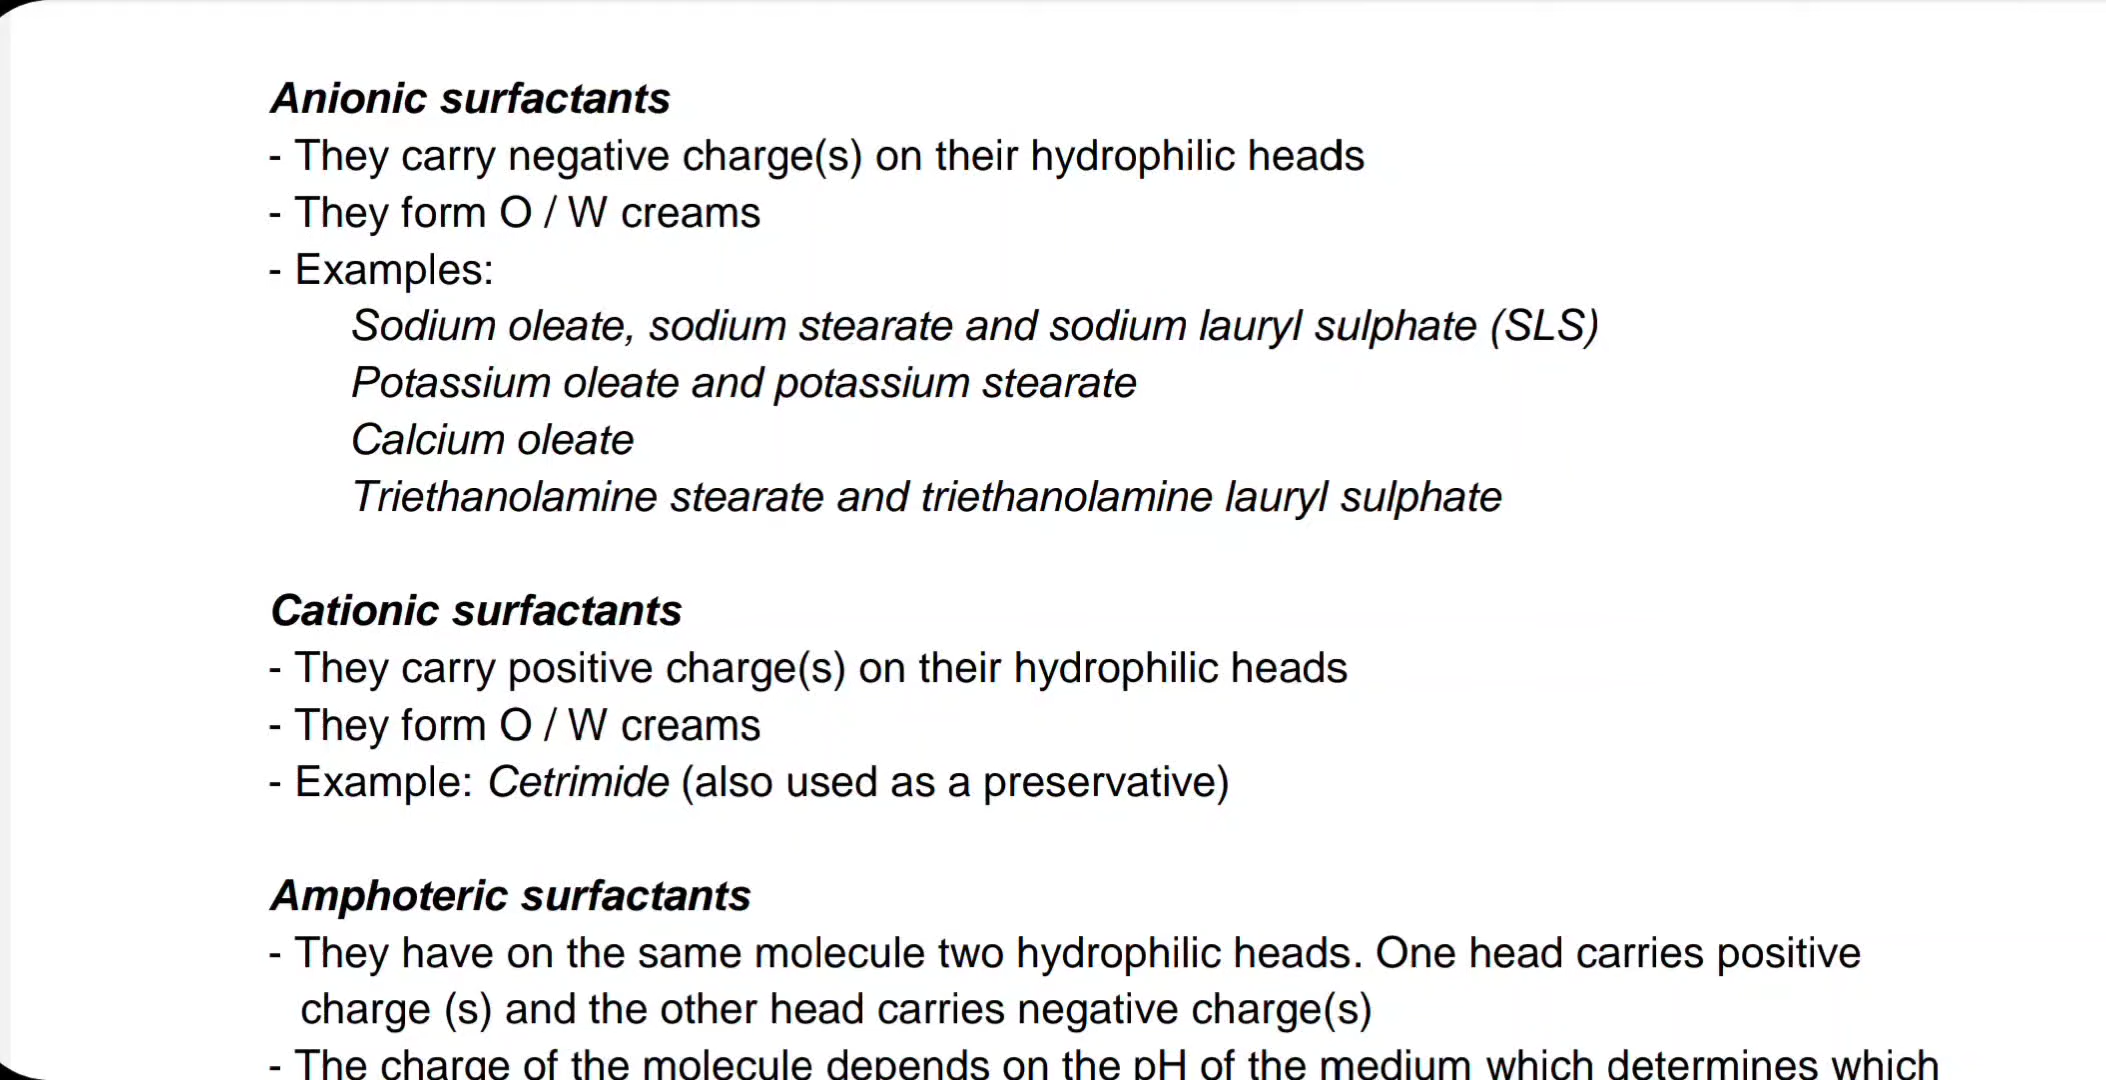 Anionic surfactants
- They carry negative charge(s) on their hydrophilic heads
- They form O / W creams
- Examples:
Sodium oleate, sodium stearate and sodium lauryl sulphate (SLS)
Potassium oleate and potassium stearate
Calcium oleate
Triethanolamine stearate and triethanolamine lauryl sulphate
Cationic surfactants
- They carry positive charge(s) on their hydrophilic heads
- They form O / W creams
- Example: Cetrimide (also used as a preservative)
Amphoteric surfactants
- They have on the same molecule two hydrophilic heads. One head carries positive
charge (s) and the other head carries negative charge(s)
- The charge of the molecule depends on the pH of the medium which determines which